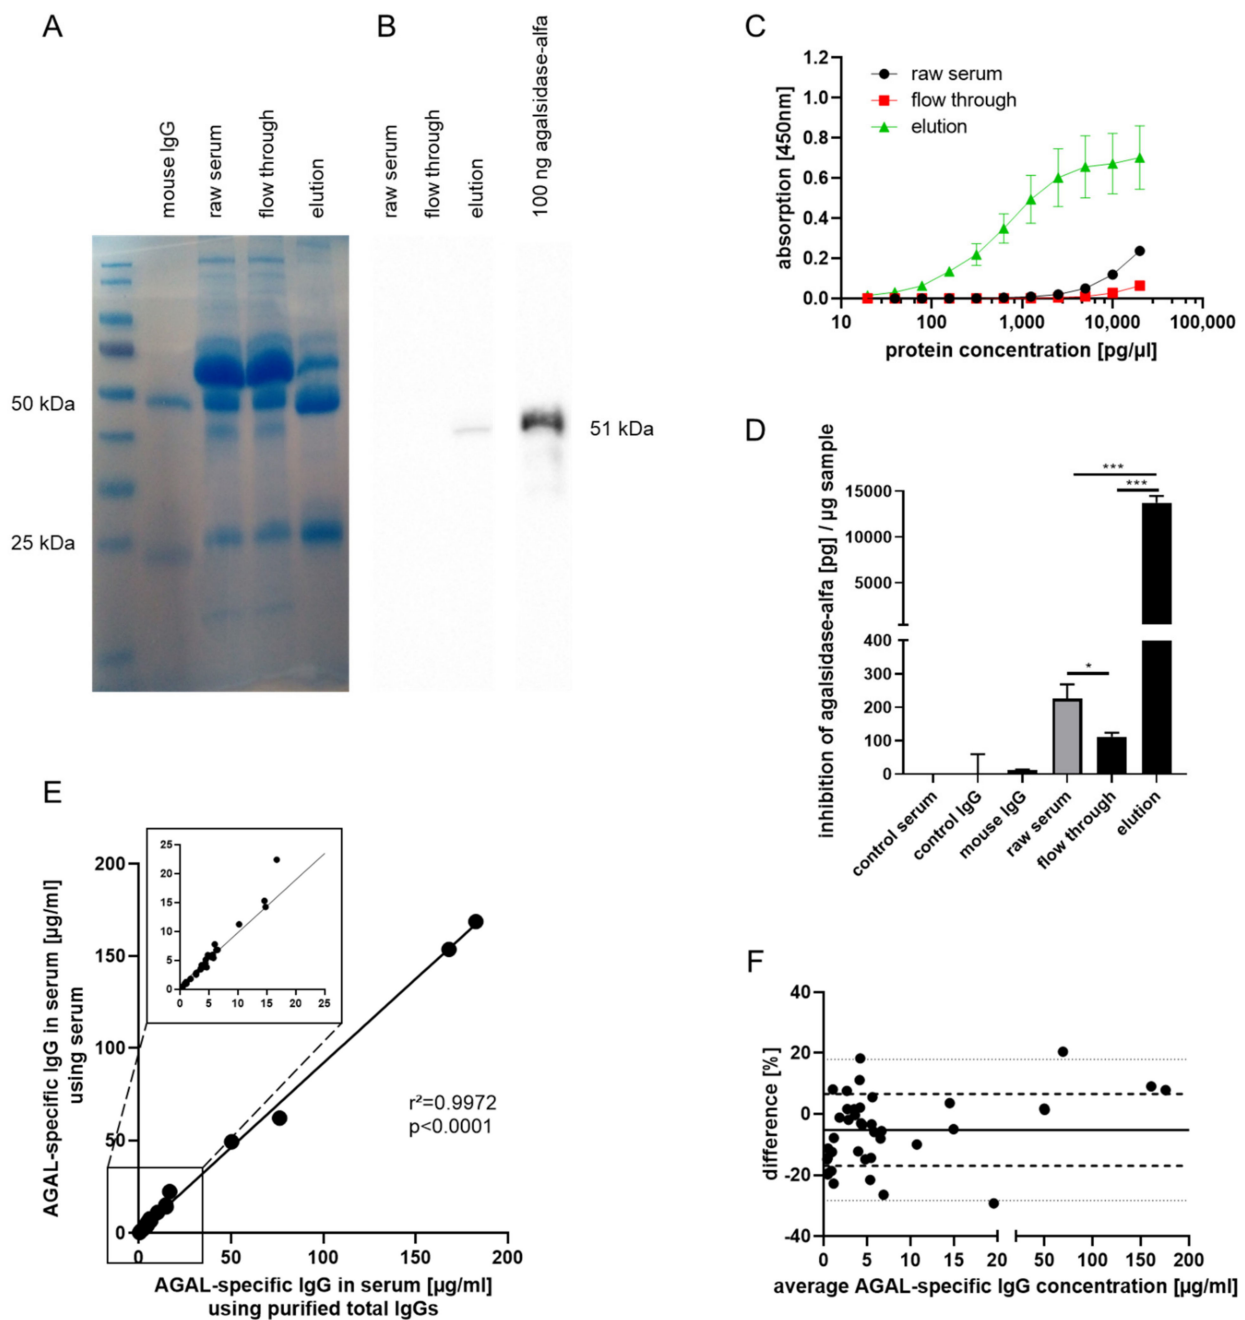 A
mouse IgG
raw serum
flow through
elution
50 kDa
25 kDa
B
raw serum
flow through
elution
100 ng agalsidase-alfa
51 kDa
C
absorption [450nm]
1.2
1.0
0.8
0.6
0.4
0.2
0.0
raw serum
flow through
elution
10
100
1,000
10,000
100,000
protein concentration [pg/µl]
D
inhibition of agalsidase-alfa [pg] / µg sample
15000
10000
5000
400
300
200
100
0
***
***
*
control serum
control IgG
mouse IgG
raw serum
flow through
elution
E
AGAL-specific IgG in serum [µg/ml]
using serum
200
150
100
50
0
25
20
15
10
5
0
0
5
10
15
20
25
r²=0.9972
p<0.0001
0
50
100
150
200
AGAL-specific IgG in serum [µg/ml]
using purified total IgGs
F
difference [%]
40
20
0
-20
-40
0
5
10
15
20
50
100
150
200
average AGAL-specific IgG concentration [µg/ml]